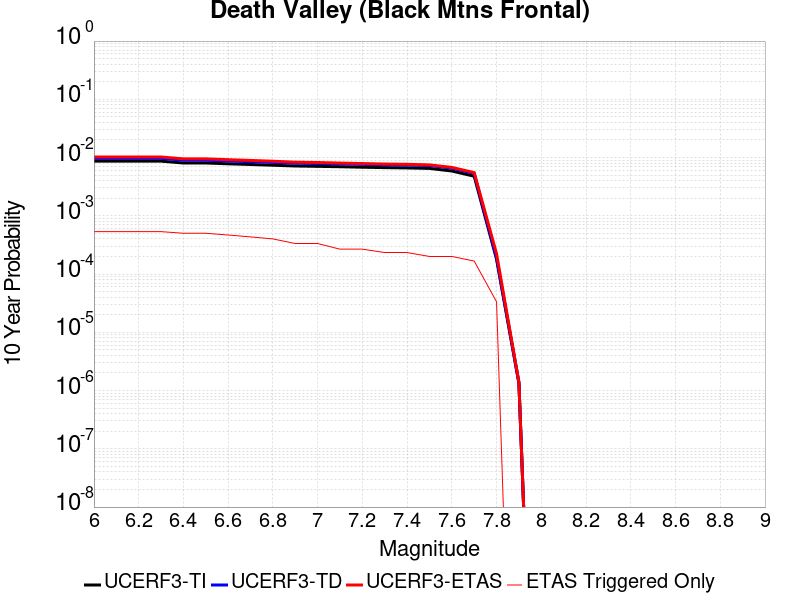 Death Valley (Black Mtns Frontal)
10 0
10 -1
10 -2
10 -3
10 -4
10 -5
10 -6
10 -7
10 -8
10 Year Probability
6 6.2 6.4 6.6 6.8 7 7.2 7.4 7.6 7.8 8 8.2 8.4 8.6 8.8 9
Magnitude
UCERF3-TI UCERF3-TD UCERF3-ETAS ETAS Triggered Only